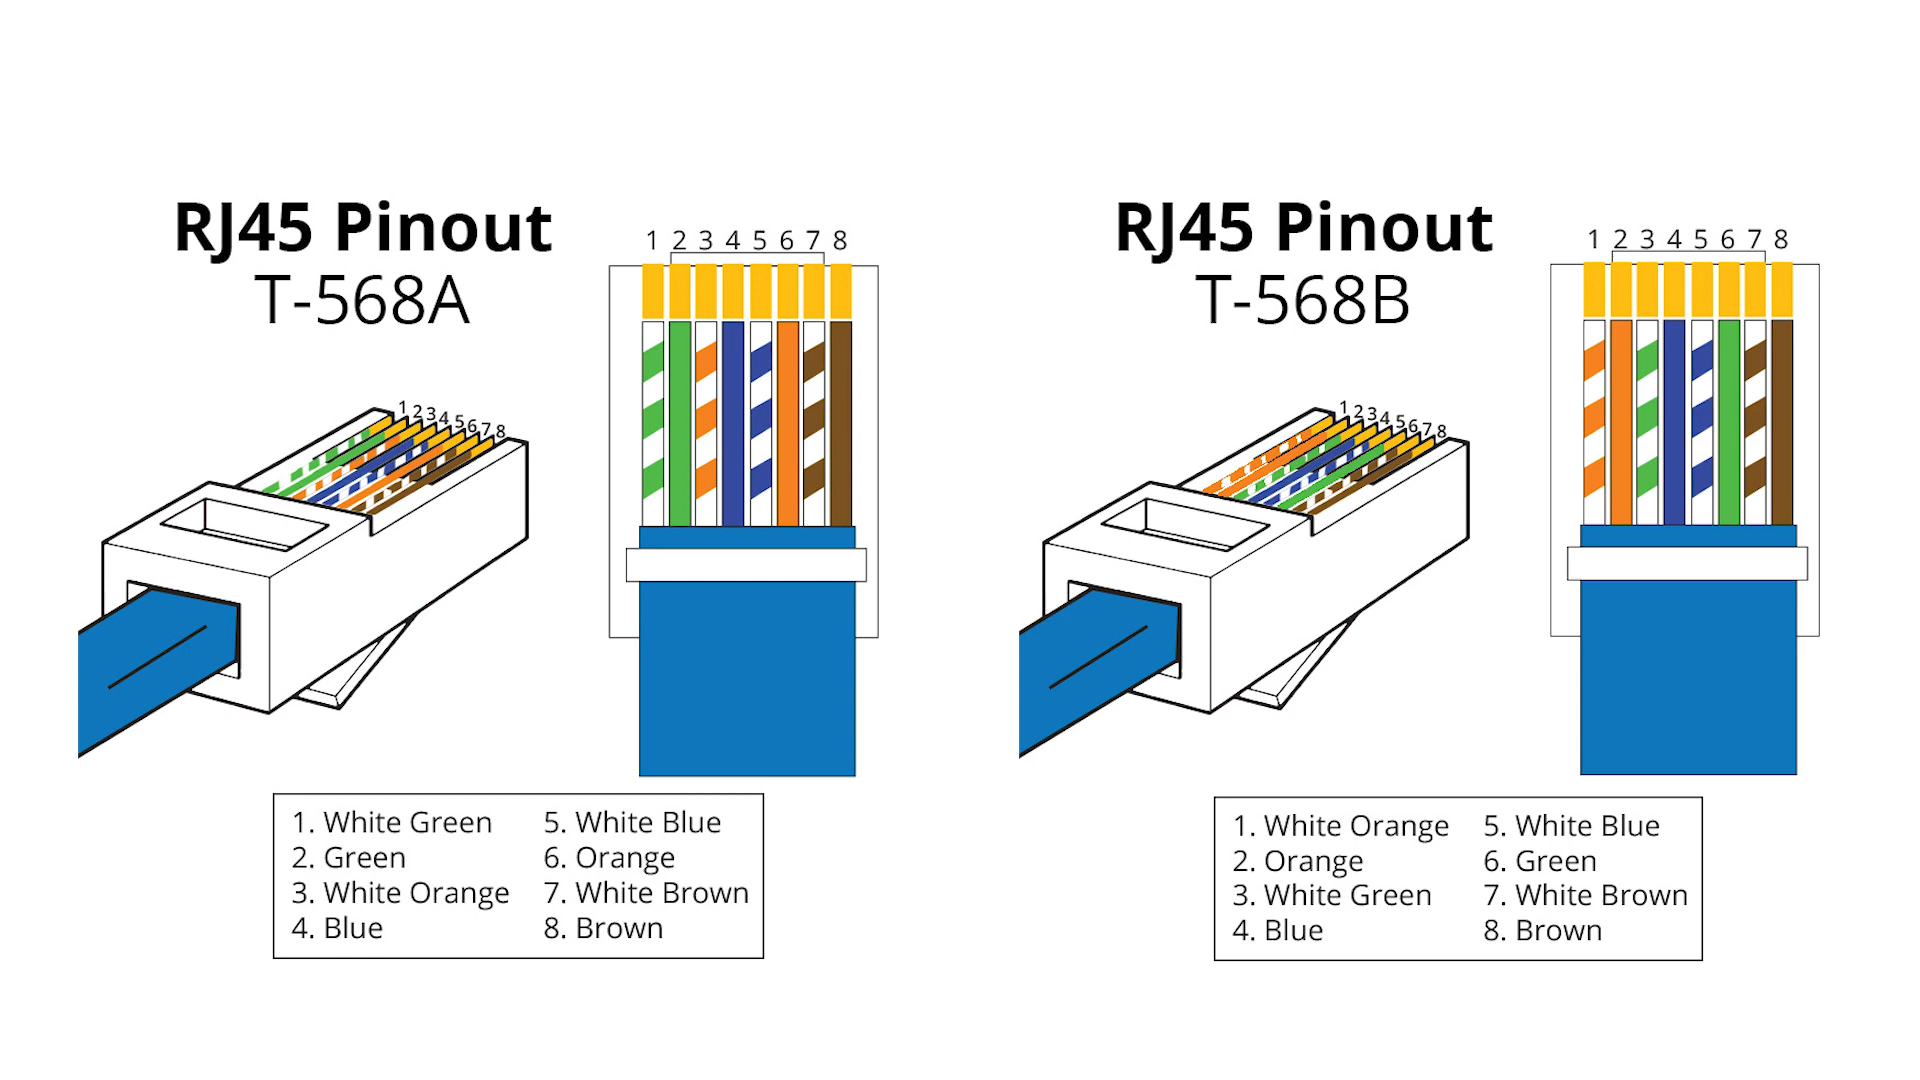 RJ45 Pinout
T-568A
1 2 3 4 5 6 7 8
1 2 3 4 5 6 7 8
1. White Green
2. Green
3. White Orange
4. Blue
5. White Blue
6. Orange
7. White Brown
8. Brown
RJ45 Pinout
T-568B
1 2 3 4 5 6 7 8
1 2 3 4 5 6 7 8
1. White Orange
2. Orange
3. White Green
4. Blue
5. White Blue
6. Green
7. White Brown
8. Brown